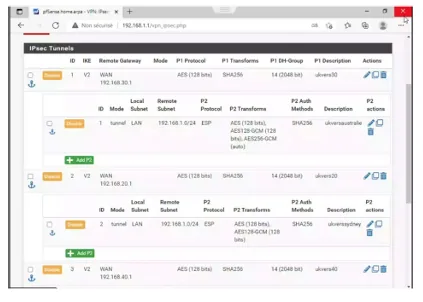 pfSense.home.arpa - VPN: IPsec
Non sécurisé 192.168.1.1/vpn_ipsec.php
IPsec Tunnels
ID IKE Remote Gateway Mode P1 Protocol P1 Transforms P1 DH-Group P1 Description Actions
Disable 1 V2 WAN AES (128 bits) SHA256 14 (2048 bit) ukvers30
192.168.30.1
ID Mode Local Subnet Remote Subnet P2 Protocol P2 Transforms P2 Auth Methods Description P2 actions
Disable 1 tunnel LAN 192.168.1.0/24 ESP AES (128 bits), AES128-GCM (128 bits), AES256-GCM (auto) SHA256 ukversaustralie
Add P2
Disable 2 V2 WAN AES (128 bits) SHA256 14 (2048 bit) ukvers20
192.168.20.1
ID Mode Local Subnet Remote Subnet P2 Protocol P2 Transforms P2 Auth Methods Description P2 actions
Disable 2 tunnel LAN 192.168.1.0/24 ESP AES (128 bits), AES128-GCM (128 bits) SHA256 ukversydney
Add P2
Disable 3 V2 WAN AES (128 bits) SHA256 14 (2048 bit) ukvers40
192.168.40.1